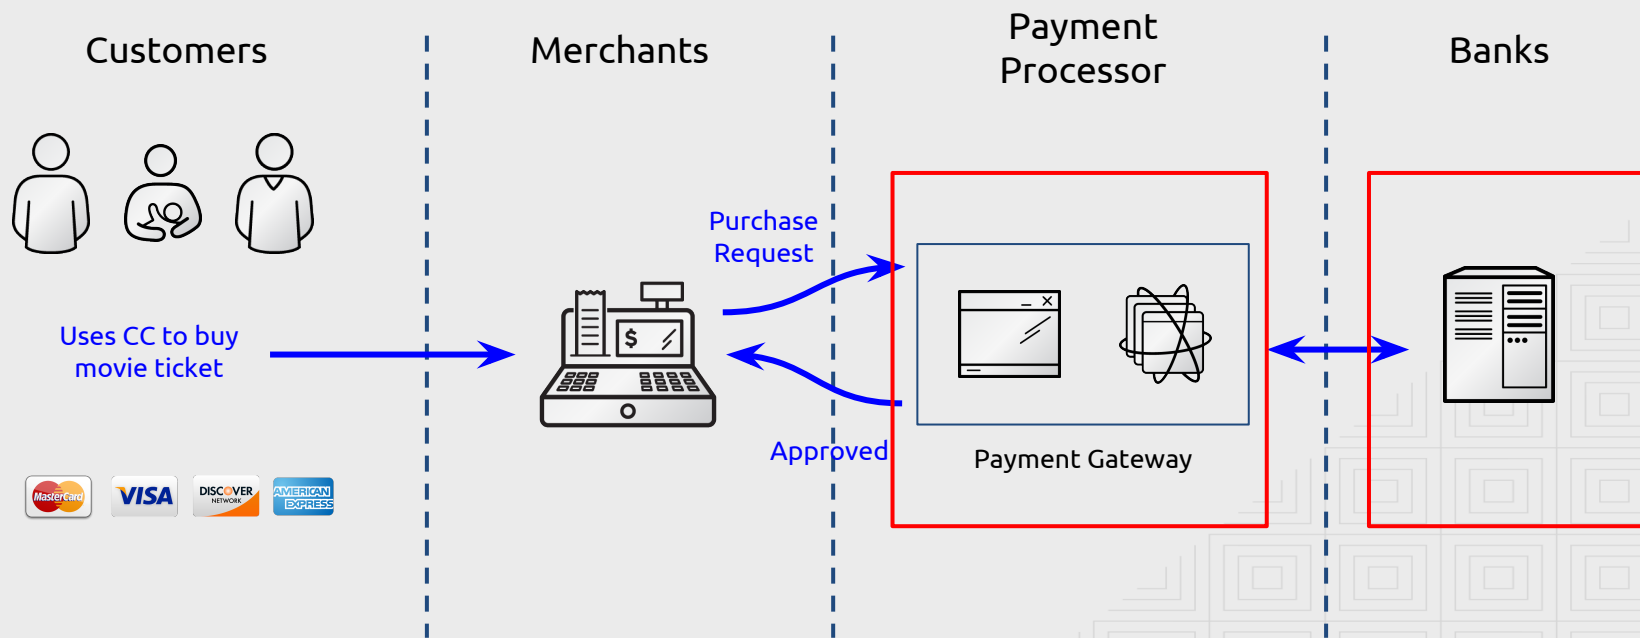 Customers
Merchants
Payment
Processor
Banks
Purchase
Request
Uses CC to buy
movie ticket
$
Approved
Payment Gateway
MasterCard
VISA
DISCOVER
NETWORK
AMERICAN
EXPRESS